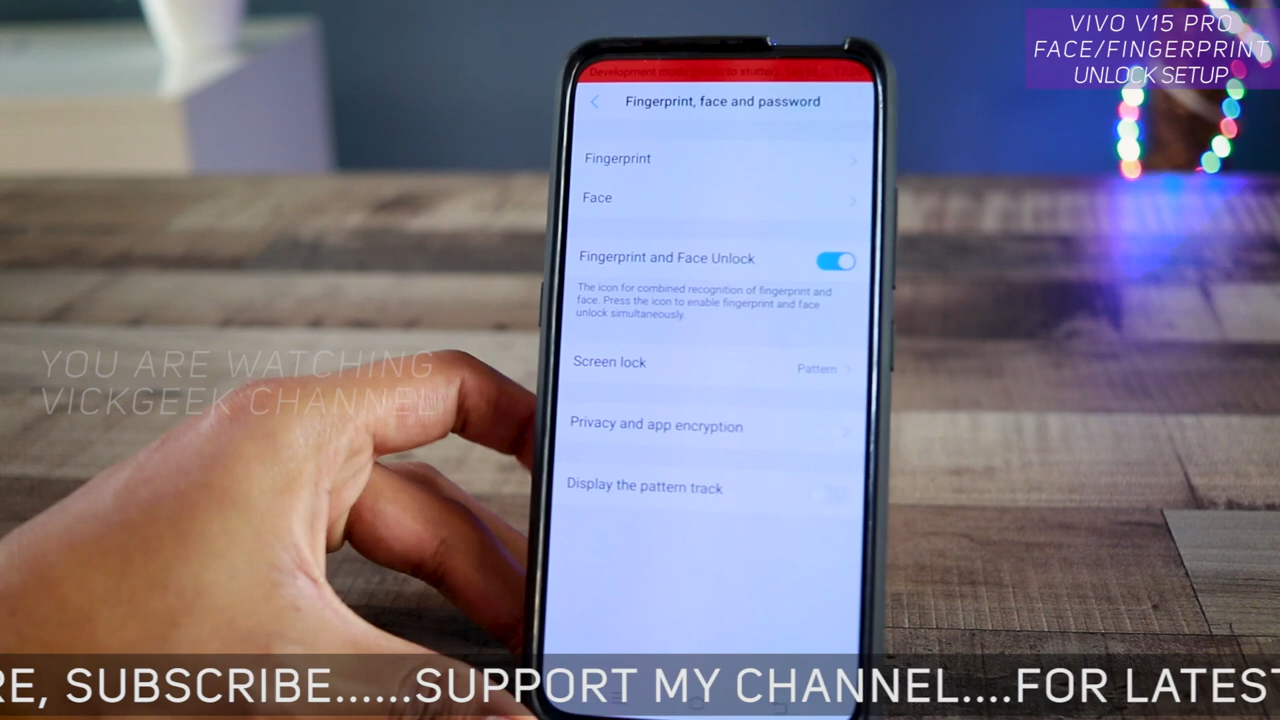 VIVO V15 PRO
FACE/FINGERPRINT
UNLOCK SETUP
Development mode
Fingerprint, face and password
Fingerprint
Face
Fingerprint and Face Unlock
The icon for combined recognition of fingerprint and
face. Press the icon to enable fingerprint and face
unlock simultaneously.
Screen lock Pattern
Privacy and app encryption
Display the pattern track
YOU ARE WATCHING
VICKGEEK CHANNEL
RE, SUBSCRIBE......SUPPORT MY CHANNEL....FOR LATEST